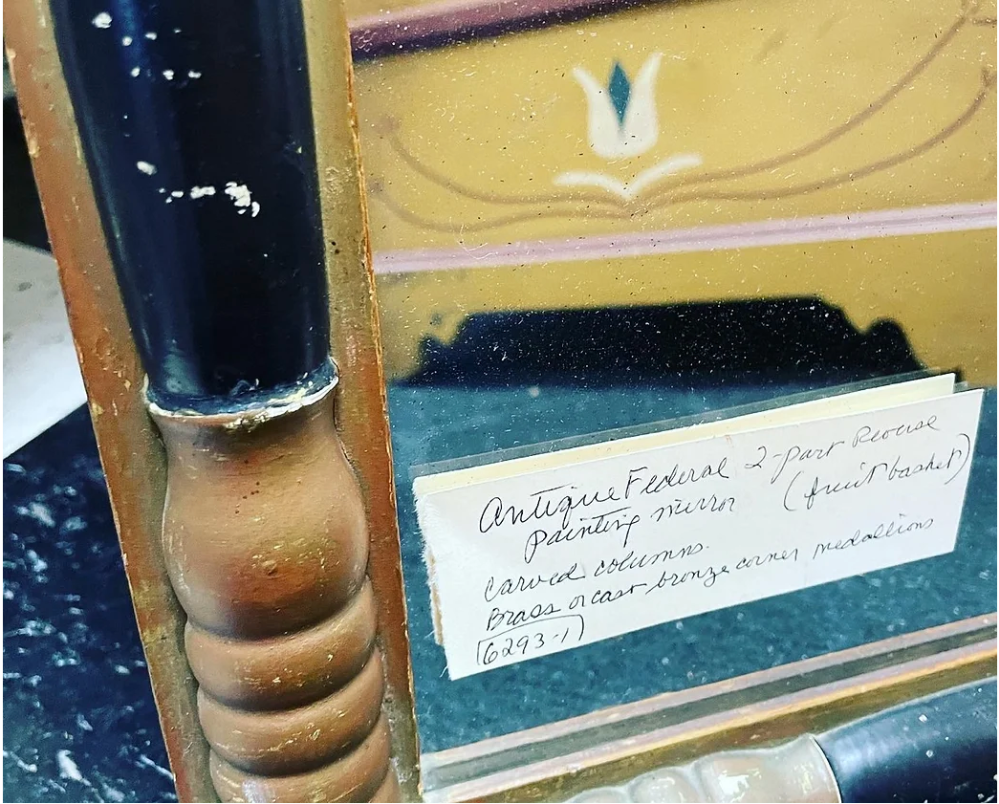 Antique Federal 2-part Reverse
painting mirror (fruit basket)
Carved columns.
Brass or cast bronze corner medallions
6293-1